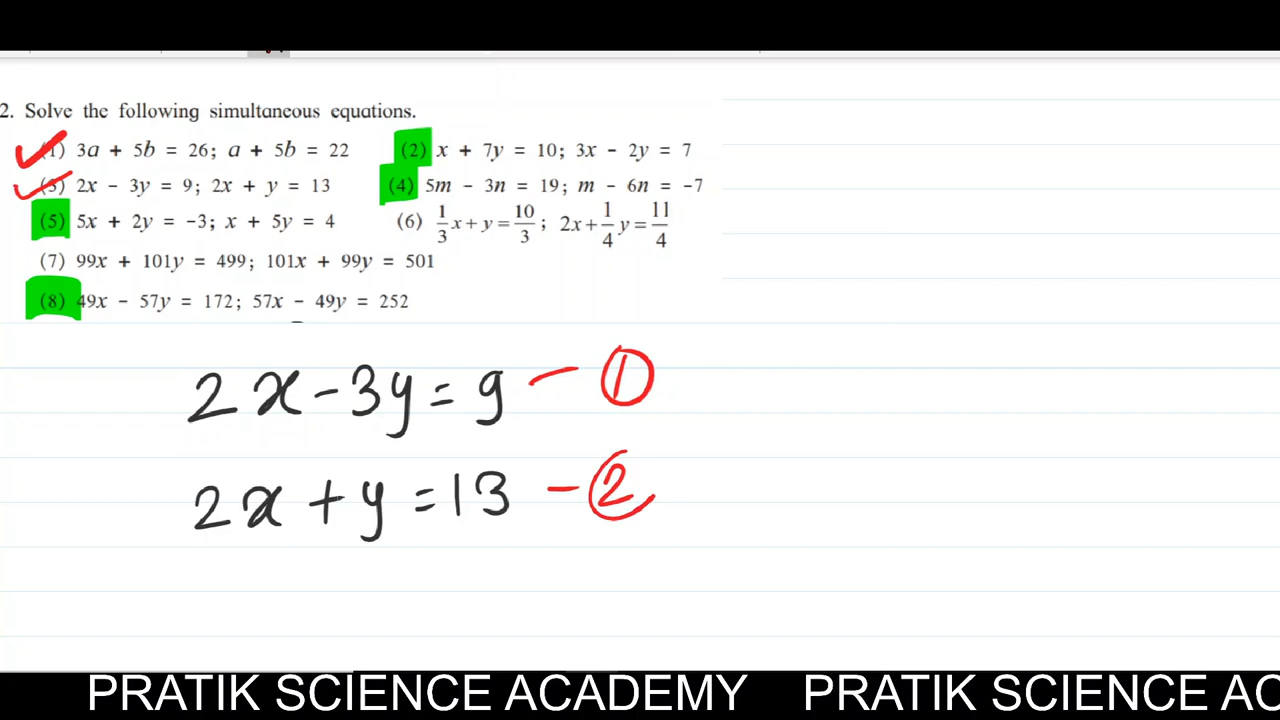 2. Solve the following simultaneous equations.
(1) 3a + 5b = 26; a + 5b = 22 (2) x + 7y = 10; 3x - 2y = 7
(3) 2x - 3y = 9; 2x + y = 13 (4) 5m - 3n = 19; m - 6n = -7
(5) 5x + 2y = -3; x + 5y = 4 (6) 1/3 x + y = 10/3 ; 2x + 1/4 y = 11/4
(7) 99x + 101y = 499; 101x + 99y = 501
(8) 49x - 57y = 172; 57x - 49y = 252
2x - 3y = 9 - 1
2x + y = 13 - 2
PRATIK SCIENCE ACADEMY PRATIK SCIENCE AC